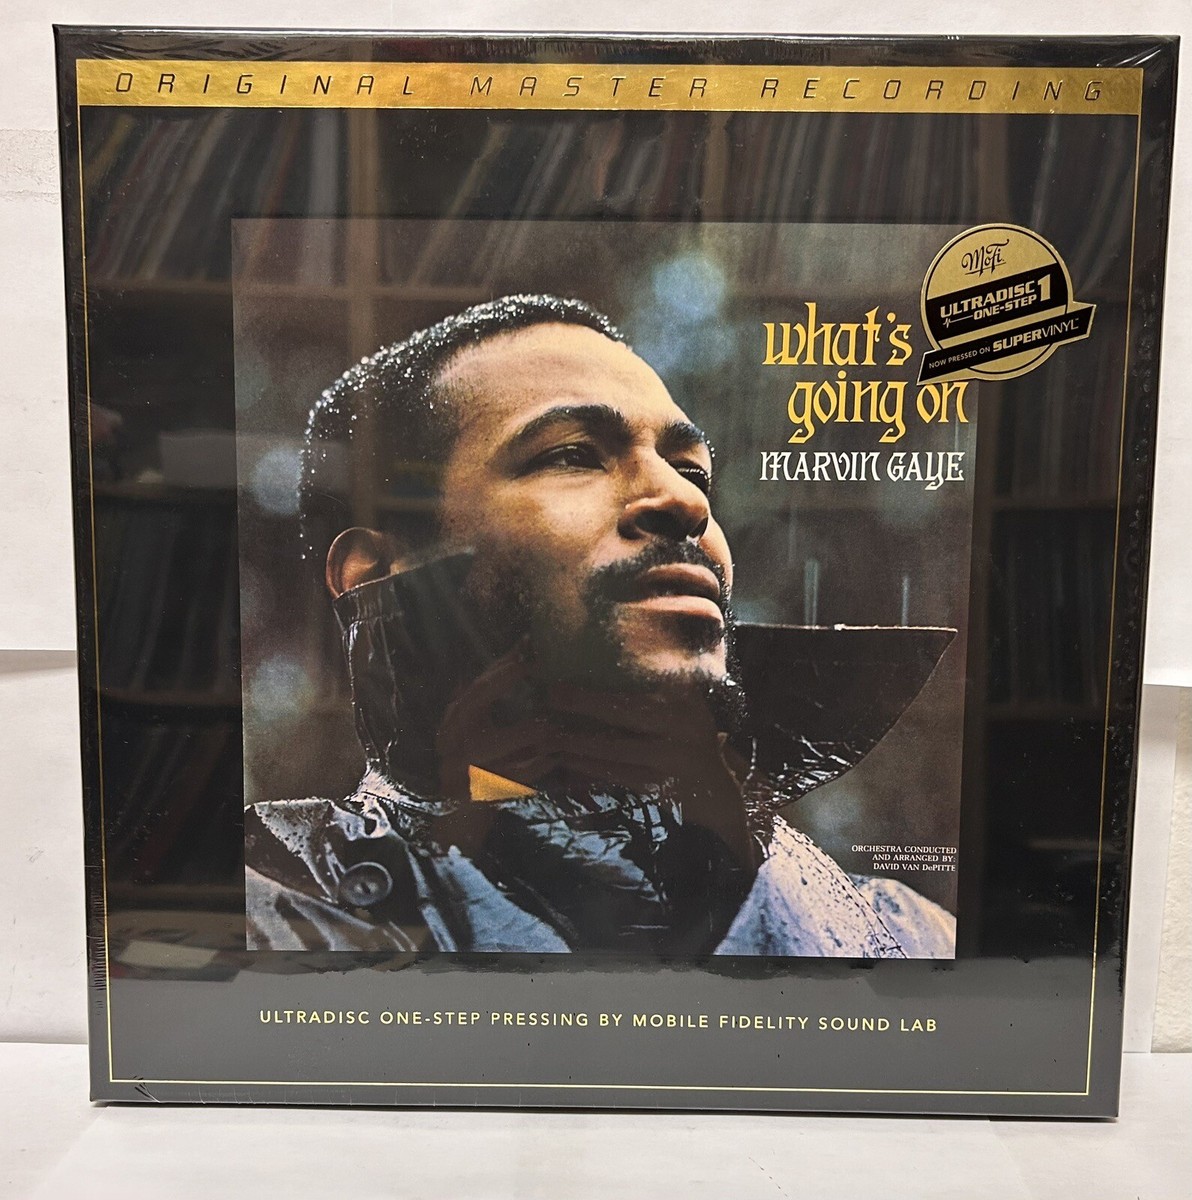 ORIGINAL MASTER RECORDING
MoFi
ULTRADISC 1
ONE-STEP
NOW PRESSED ON SUPERVINYL™
what's
going on
MARVIN GAYE
ORCHESTRA CONDUCTED
AND ARRANGED BY:
DAVID VAN DePITTE
ULTRADISC ONE-STEP PRESSING BY MOBILE FIDELITY SOUND LAB